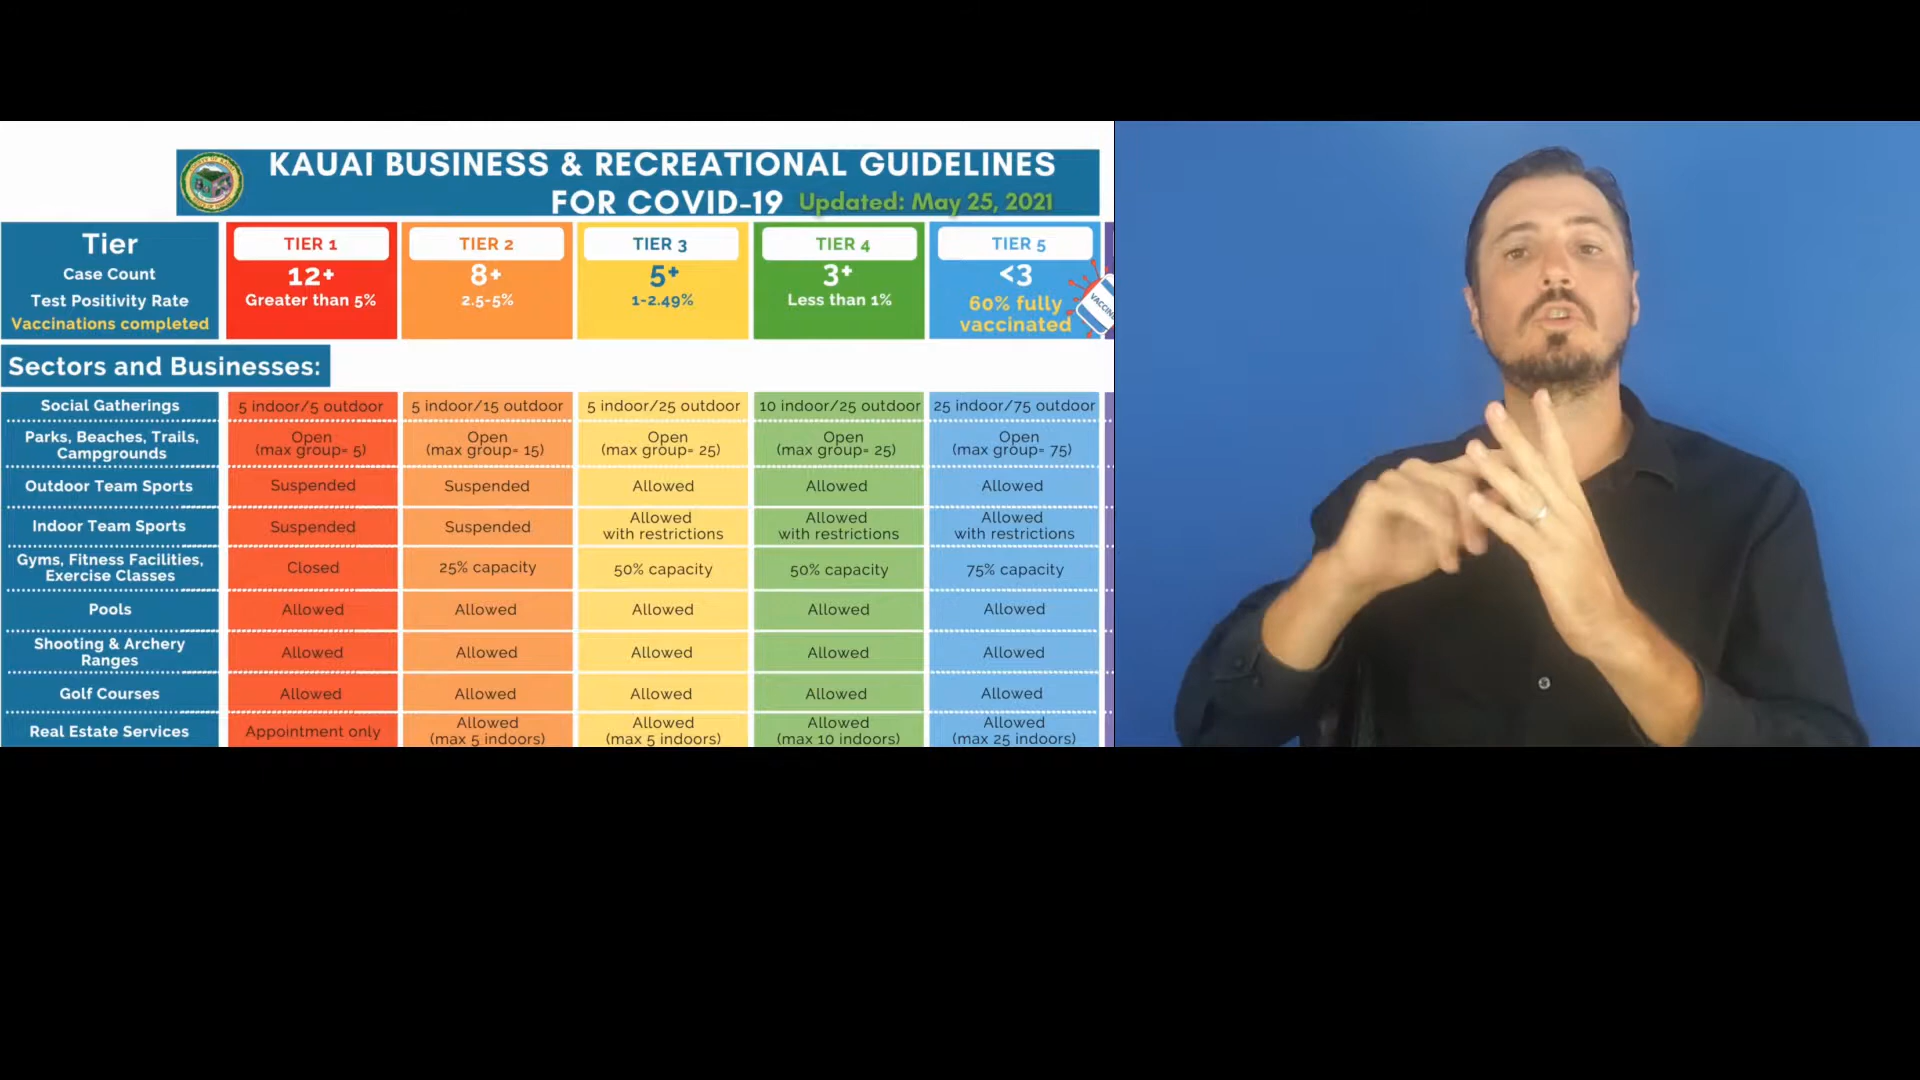 KAUAI BUSINESS & RECREATIONAL GUIDELINES
FOR COVID-19 Updated: May 25, 2021
Tier
Case Count
Test Positivity Rate
Vaccinations completed
TIER 1
12+
Greater than 5%
TIER 2
8+
2.5-5%
TIER 3
5+
1-2.49%
TIER 4
3+
Less than 1%
TIER 5
<3
60% fully
vaccinated
Sectors and Businesses:
Social Gatherings
5 indoor/5 outdoor
5 indoor/15 outdoor
5 indoor/25 outdoor
10 indoor/25 outdoor
25 indoor/75 outdoor
Parks, Beaches, Trails,
Campgrounds
Open
(max group= 5)
Open
(max group= 15)
Open
(max group= 25)
Open
(max group= 25)
Open
(max group= 75)
Outdoor Team Sports
Suspended
Suspended
Allowed
Allowed
Allowed
Indoor Team Sports
Suspended
Suspended
Allowed
with restrictions
Allowed
with restrictions
Allowed
with restrictions
Gyms, Fitness Facilities,
Exercise Classes
Closed
25% capacity
50% capacity
50% capacity
75% capacity
Pools
Allowed
Allowed
Allowed
Allowed
Allowed
Shooting & Archery
Ranges
Allowed
Allowed
Allowed
Allowed
Allowed
Golf Courses
Allowed
Allowed
Allowed
Allowed
Allowed
Real Estate Services
Appointment only
Allowed
(max 5 indoors)
Allowed
(max 5 indoors)
Allowed
(max 10 indoors)
Allowed
(max 25 indoors)